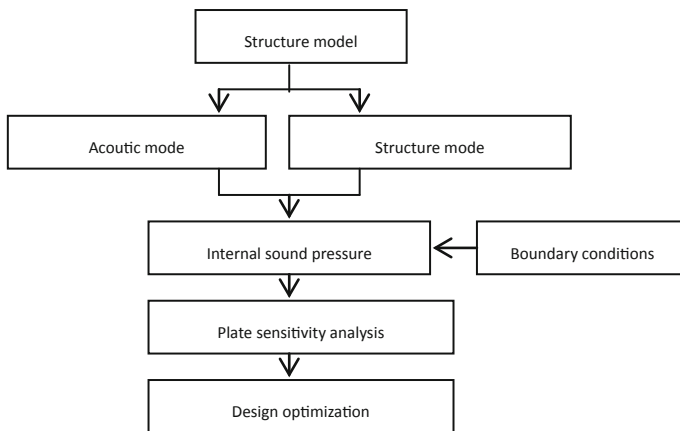 Structure model
Acoutic mode
Structure mode
Internal sound pressure
Boundary conditions
Plate sensitivity analysis
Design optimization